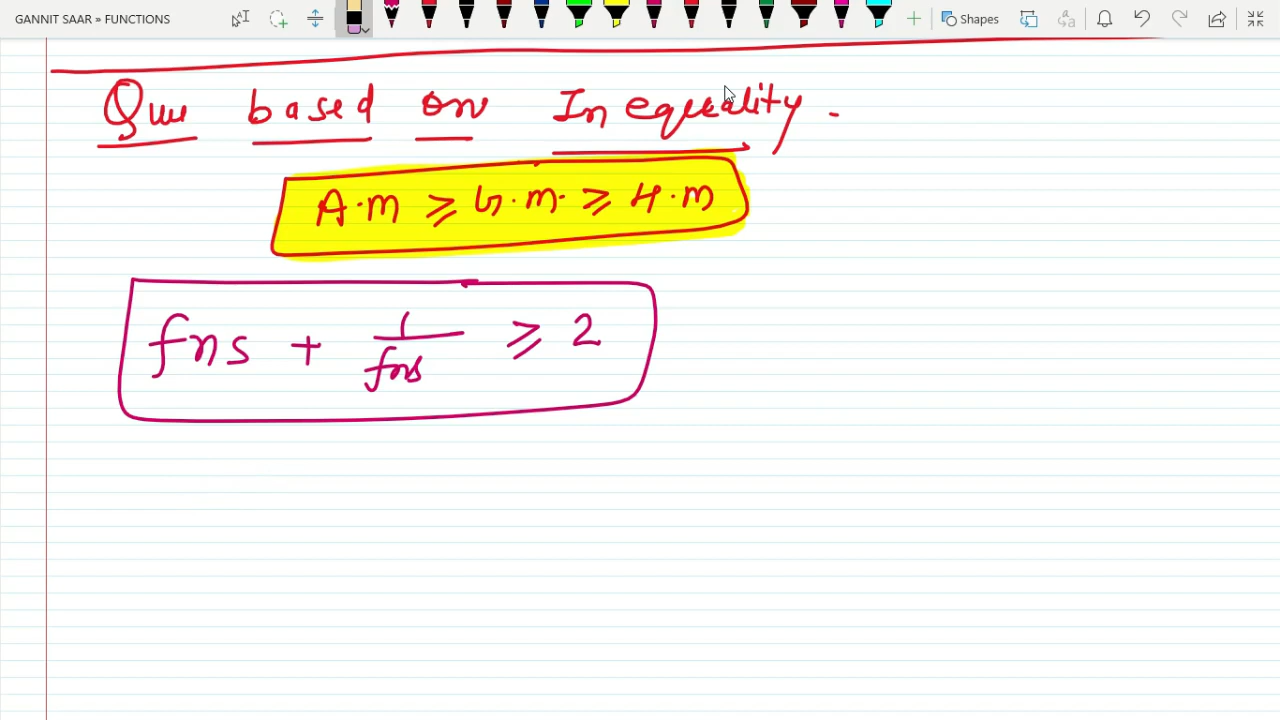 GANNIT SAAR » FUNCTIONS
Shapes
Que based on Inequality.
A.M ≥ G.M. ≥ H.M
fns + 1/fns ≥ 2